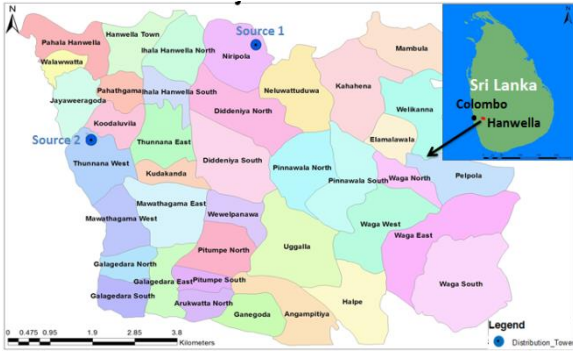 N
Source 1
N
Hanwella Town
Pahala Hanwella
Ihala Hanwella North
Niripola
Mambula
Walawwatta
Kahahena
Pahathgama
Ihala Hanwella South
Neluwattuduwa
Jayaweeragoda
Welikanna
Diddeniya North
Koodaluvila
Source 2
Thunnana East
Elamalawala
Thunnana West
Diddeniya South
Pinnawala North
Kudakanda
Pinnawala South
Waga North
Pelpola
Mawathagama East
Mawathagama West
Wewelpanawa
Waga West
Waga East
Pitumpe North
Uggalla
Galagedara North
Galagedara East
Pitumpe South
Waga South
Galagedara South
Arukwatta North
Halpe
Ganegoda
Angampitiya
Sri Lanka
Colombo
Hanwella
0 0.475 0.95 1.9 2.85 3.8
Kilometers
Legend
Distribution_Tower